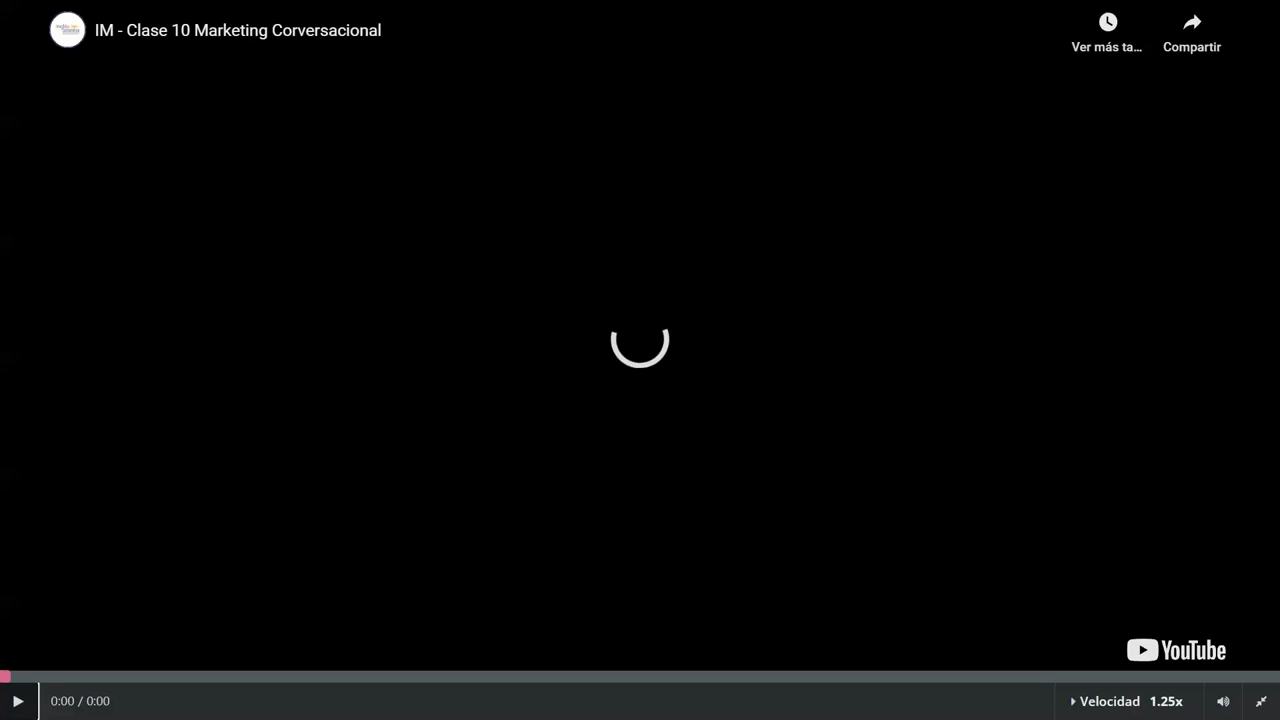 IM - Clase 10 Marketing Corversacional
Ver más ta...
Compartir
YouTube
0:00 / 0:00
Velocidad 1.25x